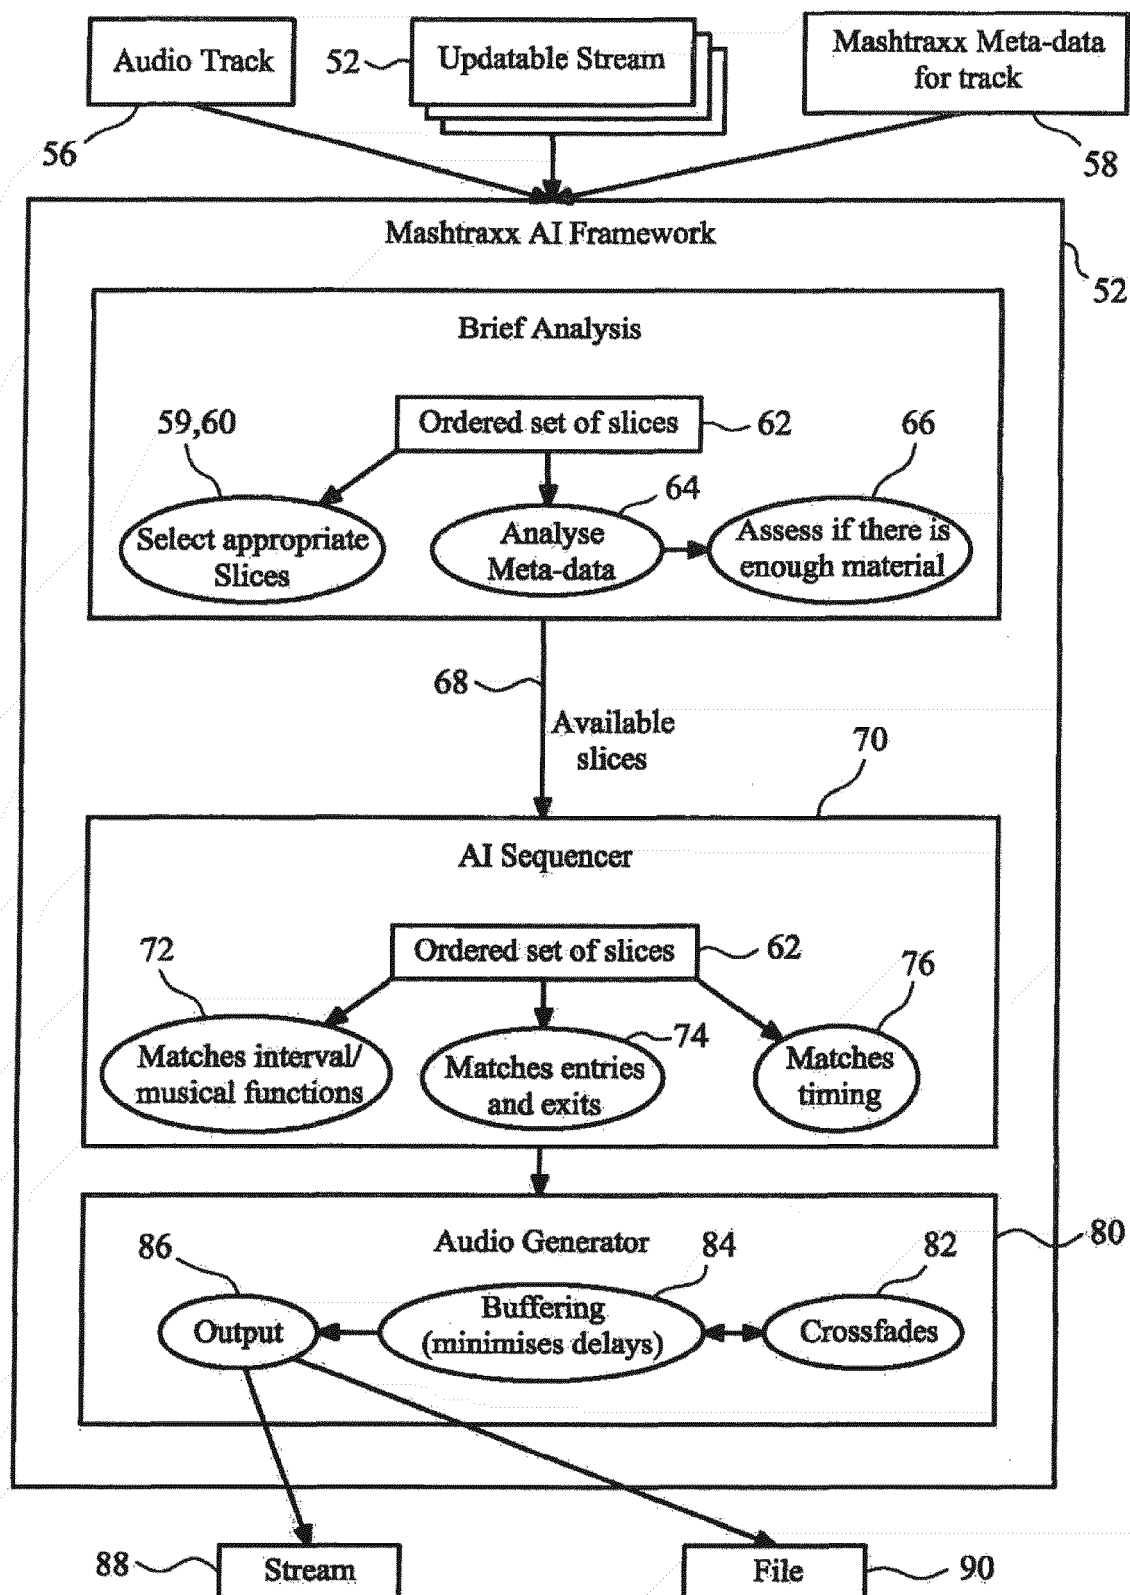 Audio Track
52
Updatable Stream
Mashtraxx Meta-data
for track
56
58
Mashtraxx AI Framework
52
Brief Analysis
59,60
Ordered set of slices
62
66
64
Select appropriate
Slices
Analyse
Meta-data
Assess if there is
enough material
68
Available
slices
70
AI Sequencer
72
Ordered set of slices
62
76
74
Matches interval/
musical functions
Matches entries
and exits
Matches
timing
86
Audio Generator
84
82
80
Output
Buffering
(minimises delays)
Crossfades
88
Stream
File
90